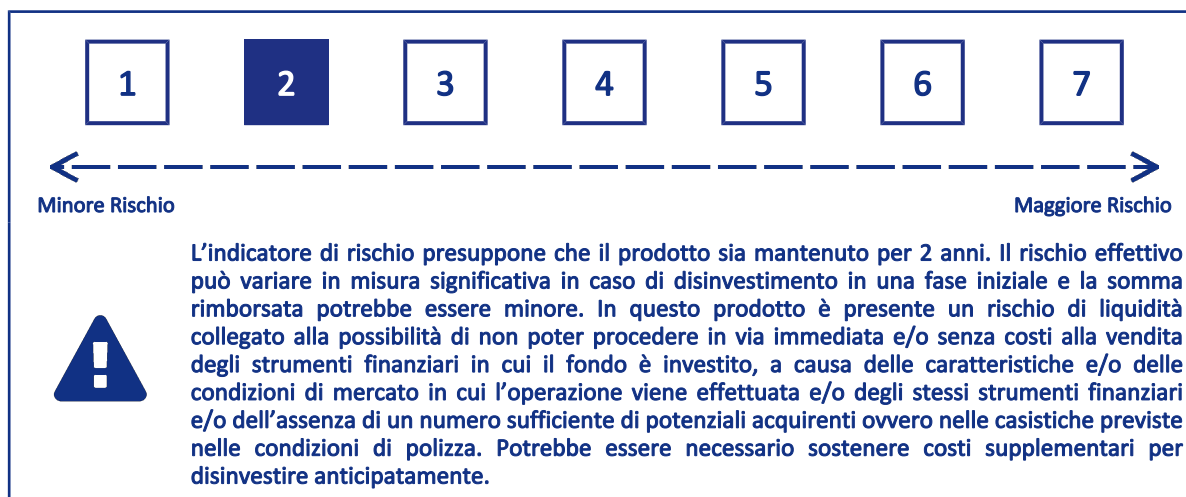 1 2 3 4 5 6 7
Minore Rischio Maggiore Rischio
L’indicatore di rischio presuppone che il prodotto sia mantenuto per 2 anni. Il rischio effettivo
può variare in misura significativa in caso di disinvestimento in una fase iniziale e la somma
rimborsata potrebbe essere minore. In questo prodotto è presente un rischio di liquidità
collegato alla possibilità di non poter procedere in via immediata e/o senza costi alla vendita
degli strumenti finanziari in cui il fondo è investito, a causa delle caratteristiche e/o delle
condizioni di mercato in cui l’operazione viene effettuata e/o degli stessi strumenti finanziari
e/o dell’assenza di un numero sufficiente di potenziali acquirenti ovvero nelle casistiche previste
nelle condizioni di polizza. Potrebbe essere necessario sostenere costi supplementari per
disinvestire anticipatamente.